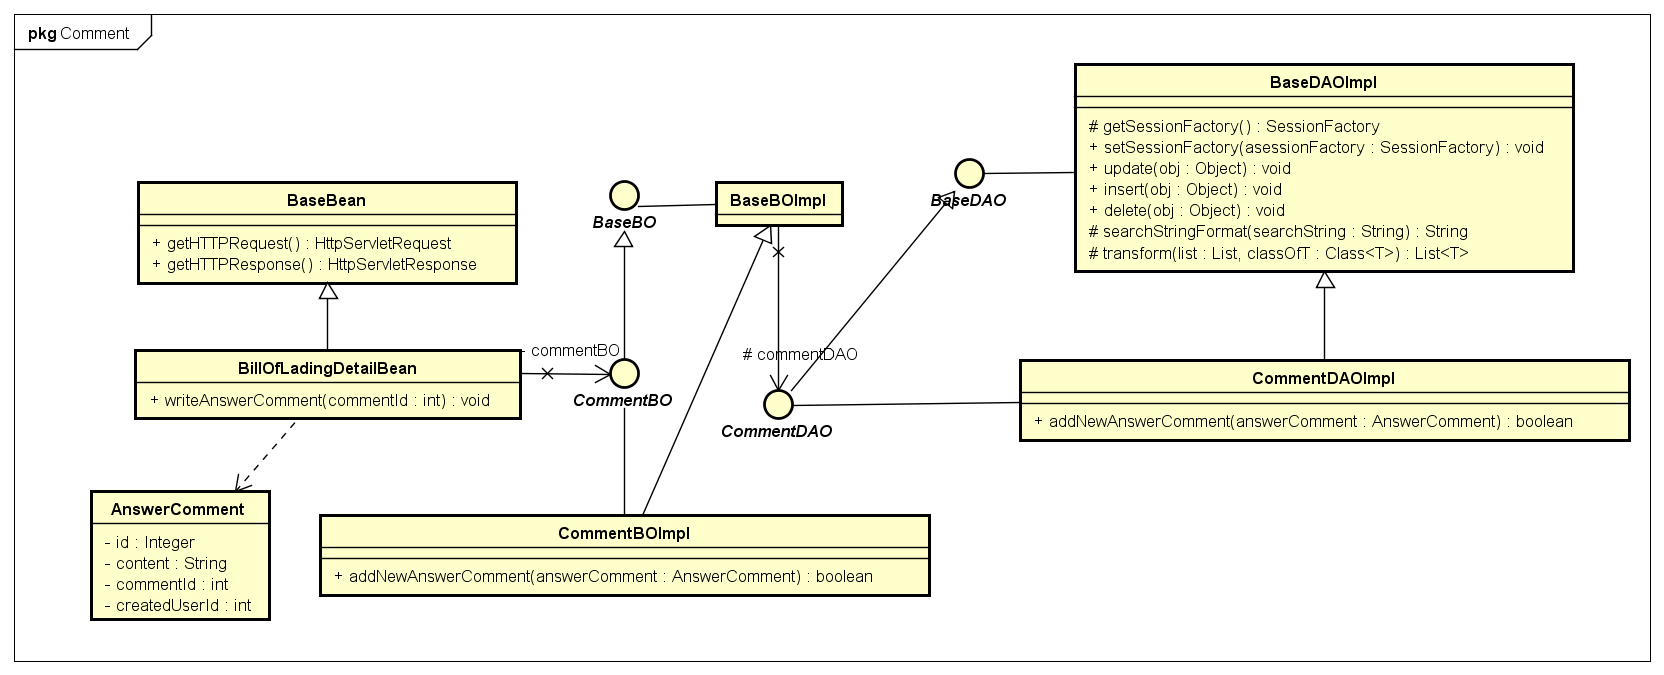 pkg Comment
BaseDAOImpl
# getSessionFactory() : SessionFactory
+ setSessionFactory(asessionFactory : SessionFactory) : void
+ update(obj : Object) : void
+ insert(obj : Object) : void
+ delete(obj : Object) : void
# searchStringFormat(searchString : String) : String
# transform(list : List, classOfT : Class<T>) : List<T>
BaseDAO
BaseBean
+ getHTTPRequest() : HttpServletRequest
+ getHTTPResponse() : HttpServletResponse
BaseBO
BaseBOImpl
- commentBO
# commentDAO
BillOfLadingDetailBean
+ writeAnswerComment(commentId : int) : void
CommentBO
CommentDAO
CommentDAOImpl
+ addNewAnswerComment(answerComment : AnswerComment) : boolean
AnswerComment
- id : Integer
- content : String
- commentId : int
- createdUserId : int
CommentBOImpl
+ addNewAnswerComment(answerComment : AnswerComment) : boolean